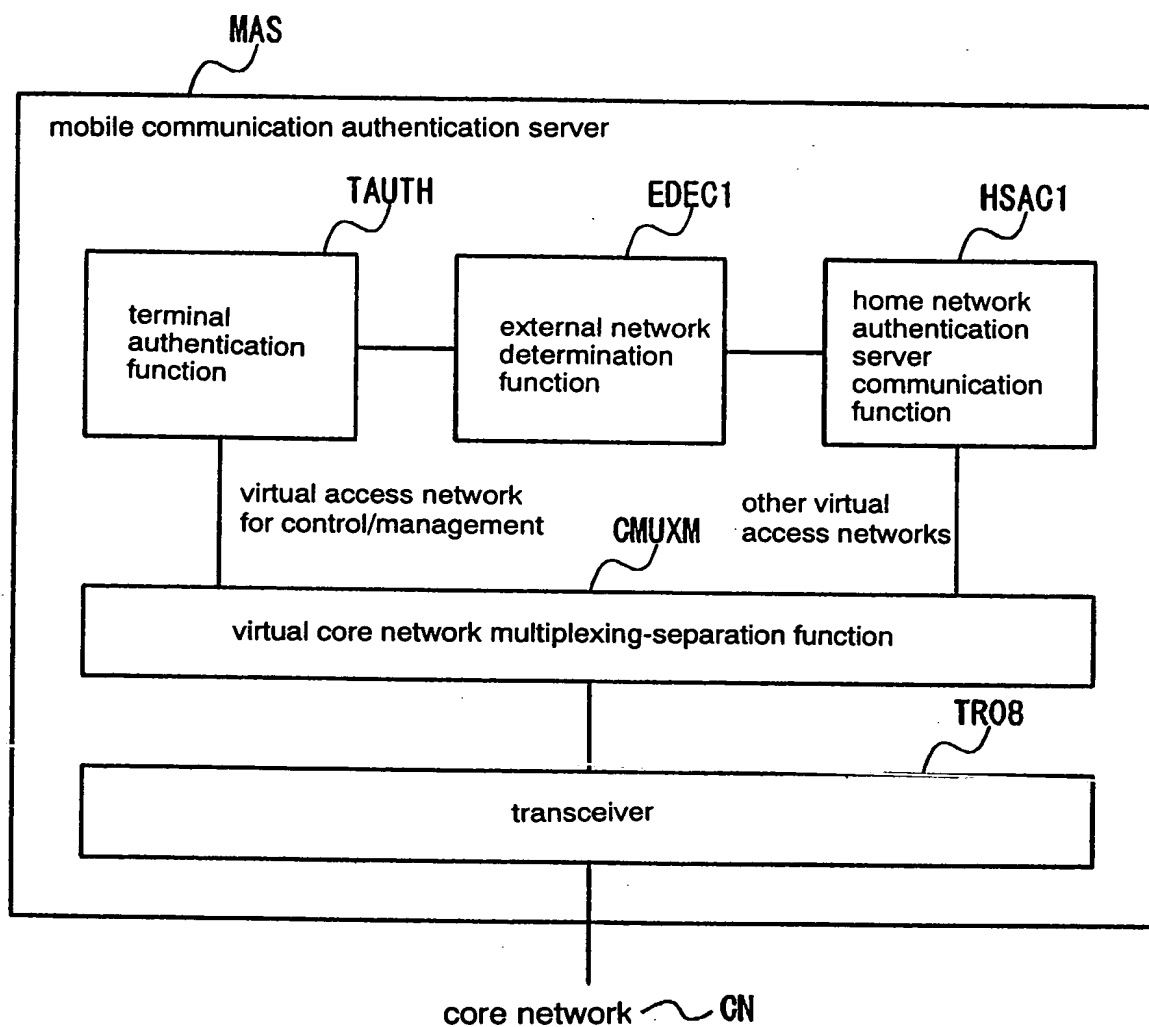 MAS
mobile communication authentication server
TAUTH
EDEC1
HSAC1
terminal
authentication
function
external network
determination
function
home network
authentication
server
communication
function
virtual access network
for control/management
other virtual
access networks
CMUXM
virtual core network multiplexing-separation function
TR08
transceiver
core network
CN